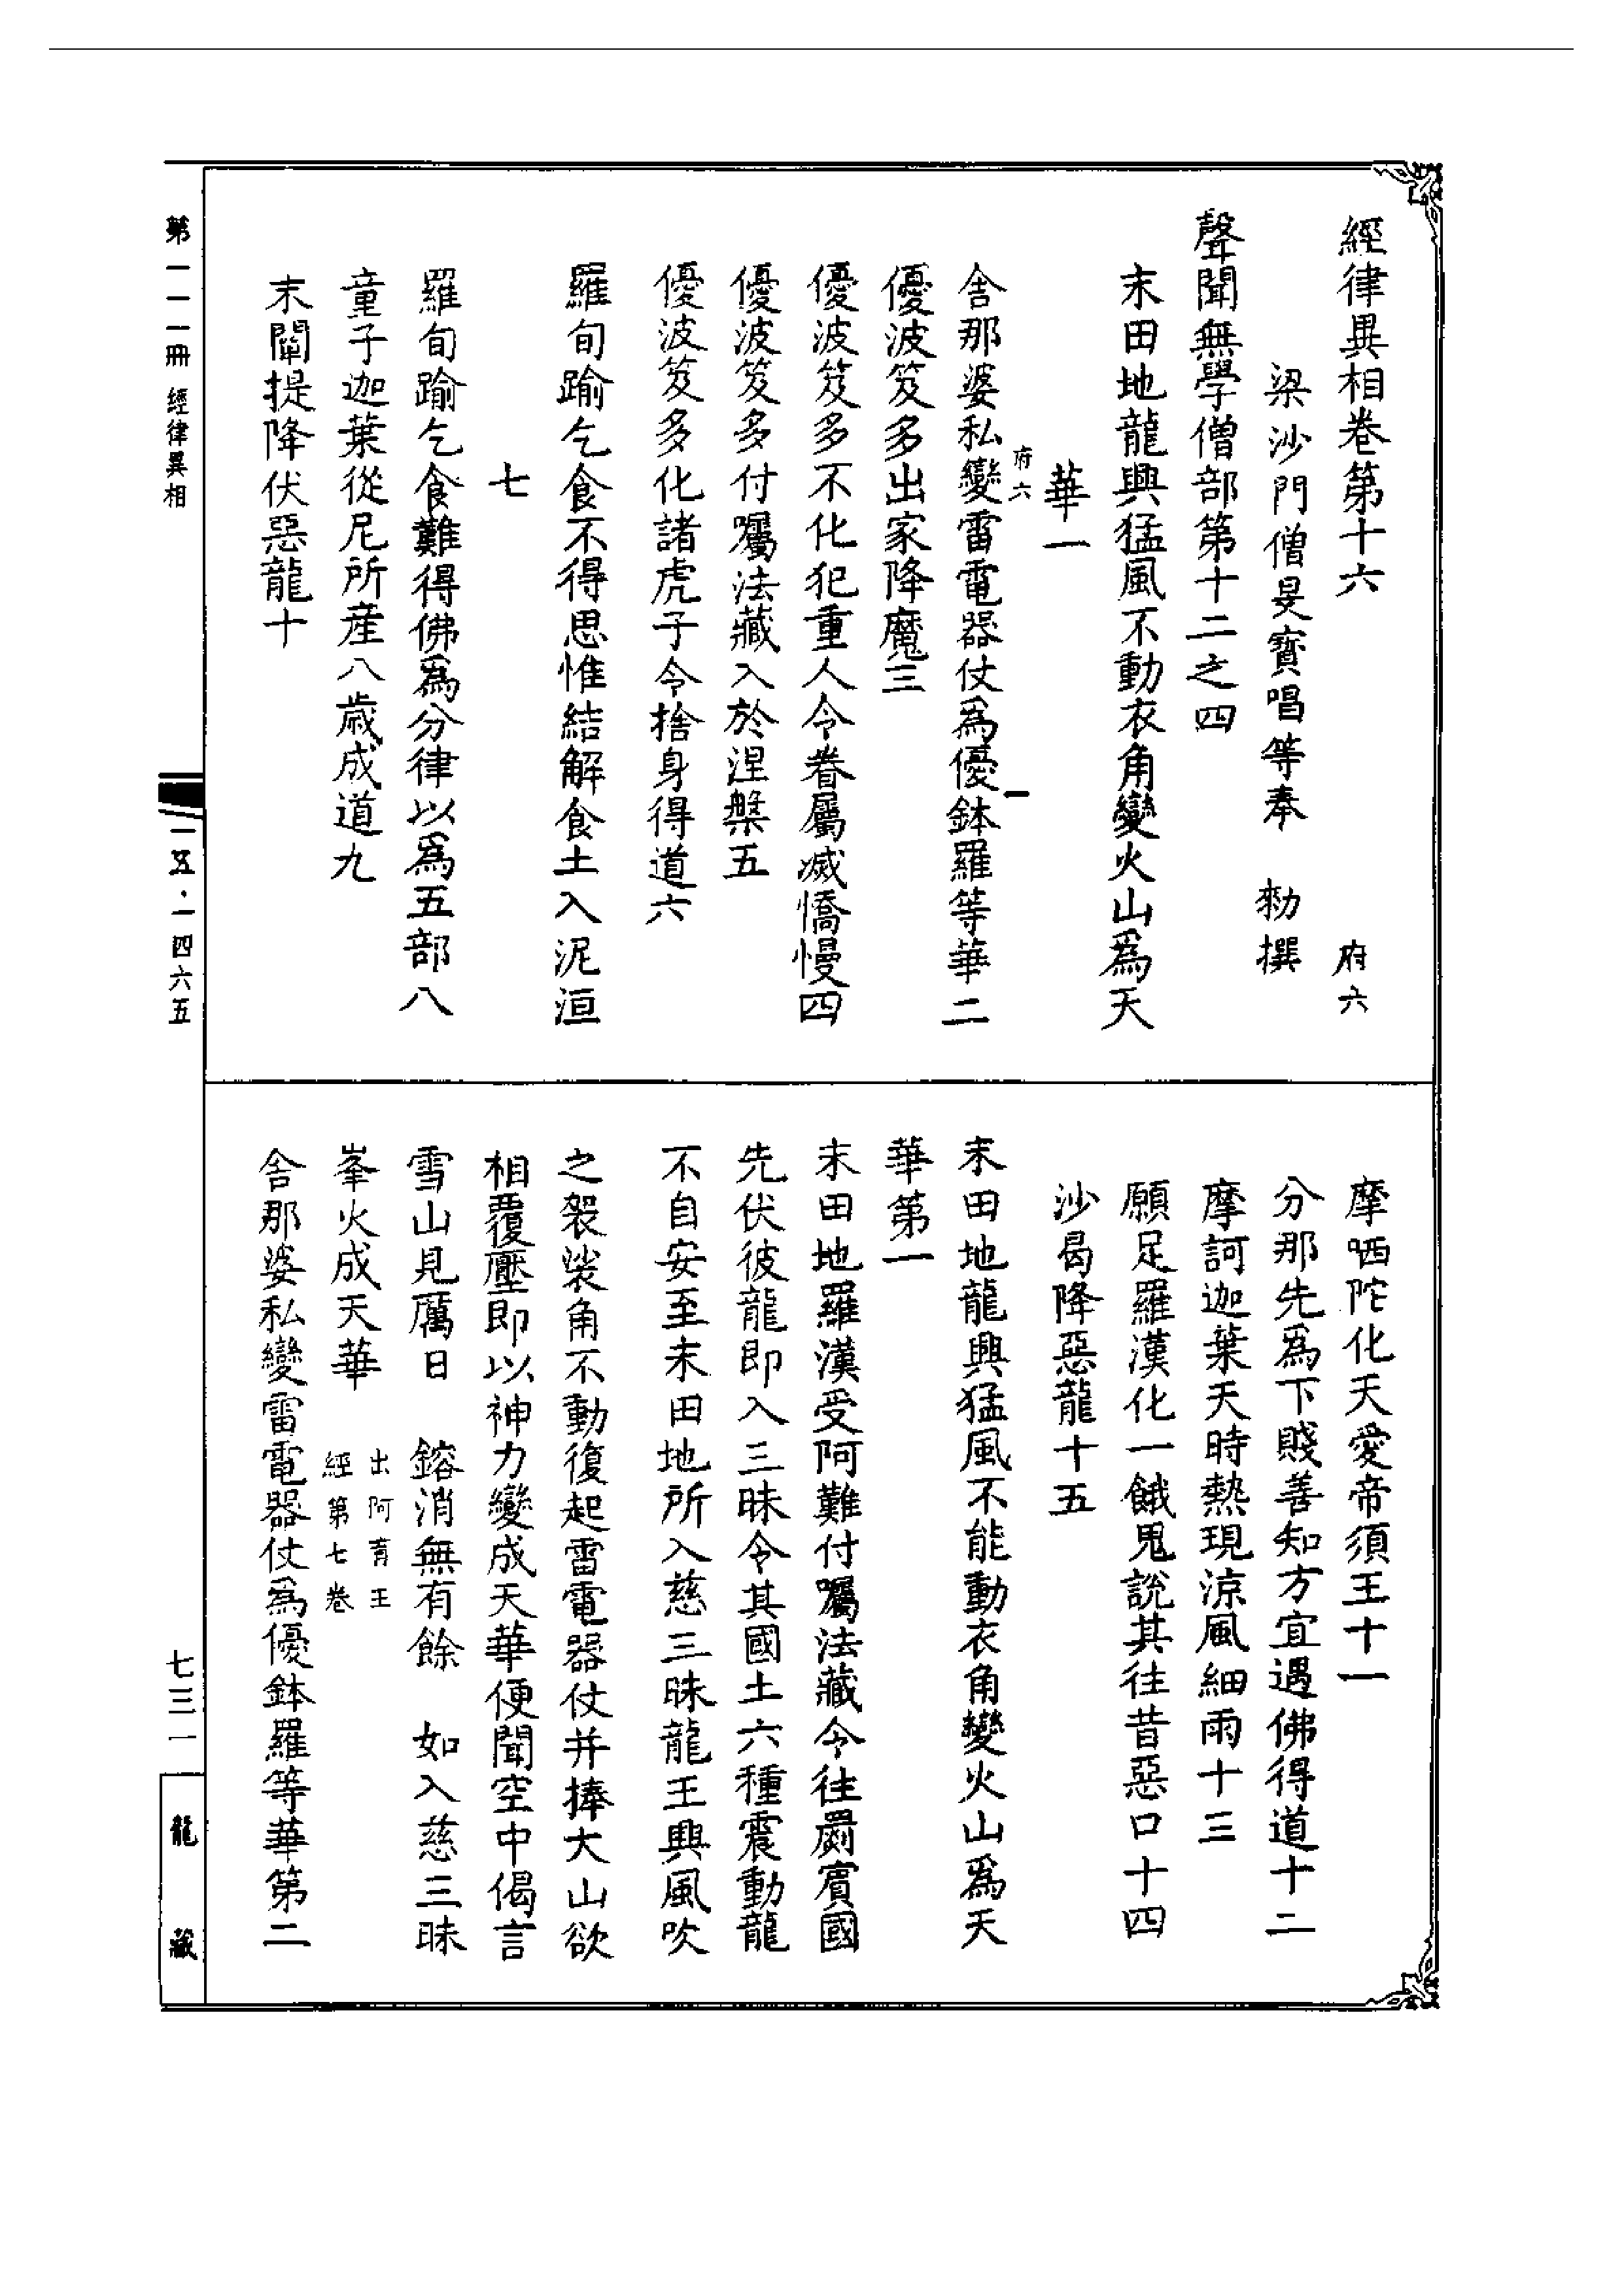 經律異相卷第十六　府六
梁沙門僧旻寶唱等奉　勑撰
聲聞無學僧部第十二之四
末田地龍興猛風不動衣角變火山為天
華一
府六　一
舍那婆私變雷電器仗為優鉢羅等華二
優波笈多出家降魔三
優波笈多不化犯重人令眷屬滅憍慢四
優波笈多付囑法藏入於涅槃五
優波笈多化諸虎子令捨身得道六
羅旬踰乞食不得思惟結解食土入泥洹
七
羅旬踰乞食難得佛為分律以為五部八
童子迦葉從尼所産八歲成道九
末闡提降伏惡龍十
摩哂陀化天愛帝須王十一
分那先為下賤善知方宜遇佛得道十二
摩訶迦葉天時熱現涼風細雨十三
願足羅漢化一餓鬼說其往昔惡口十四
沙曷降惡龍十五
末田地龍興猛風不能動衣角變火山為天
華第一
末田地羅漢受阿難付囑法藏令往罽賓國
先伏彼龍即入三昧令其國土六種震動龍
不自安至末田地所入慈三昧龍王興風吹
之袈裟角不動復起雷電器仗并捧大山欲
相覆壓即以神力變成天華便聞空中偈言
雪山見厲日　鎔消無有餘　如入慈三昧
峯火成天華　出阿育王
經第七卷
舍那婆私變雷電器仗為優鉢羅等華第二
第一一一冊　經律異相
一五·一四六五
七三一
龍藏